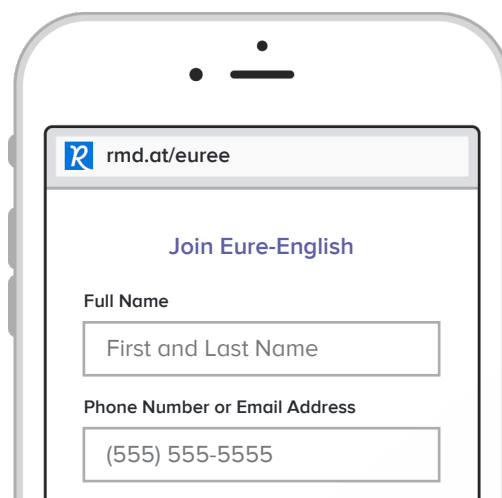 rmd.at/euree
Join Eure-English
Full Name
First and Last Name
Phone Number or Email Address
(555) 555-5555